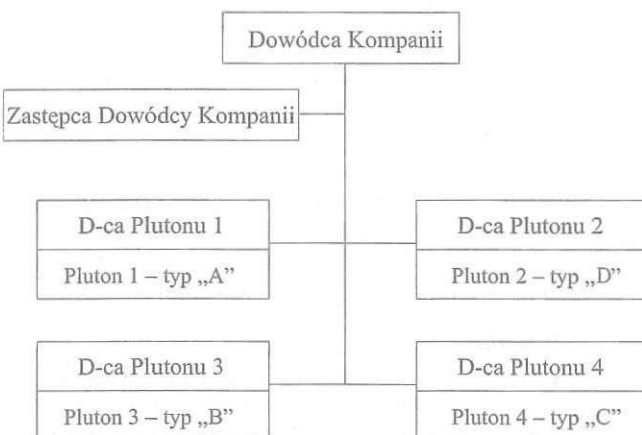 Dowódca Kompanii
Zastępca Dowódcy Kompanii
D-ca Plutonu 1
Pluton 1 – typ „A”
D-ca Plutonu 2
Pluton 2 – typ „D”
D-ca Plutonu 3
Pluton 3 – typ „B”
D-ca Plutonu 4
Pluton 4 – typ „C”